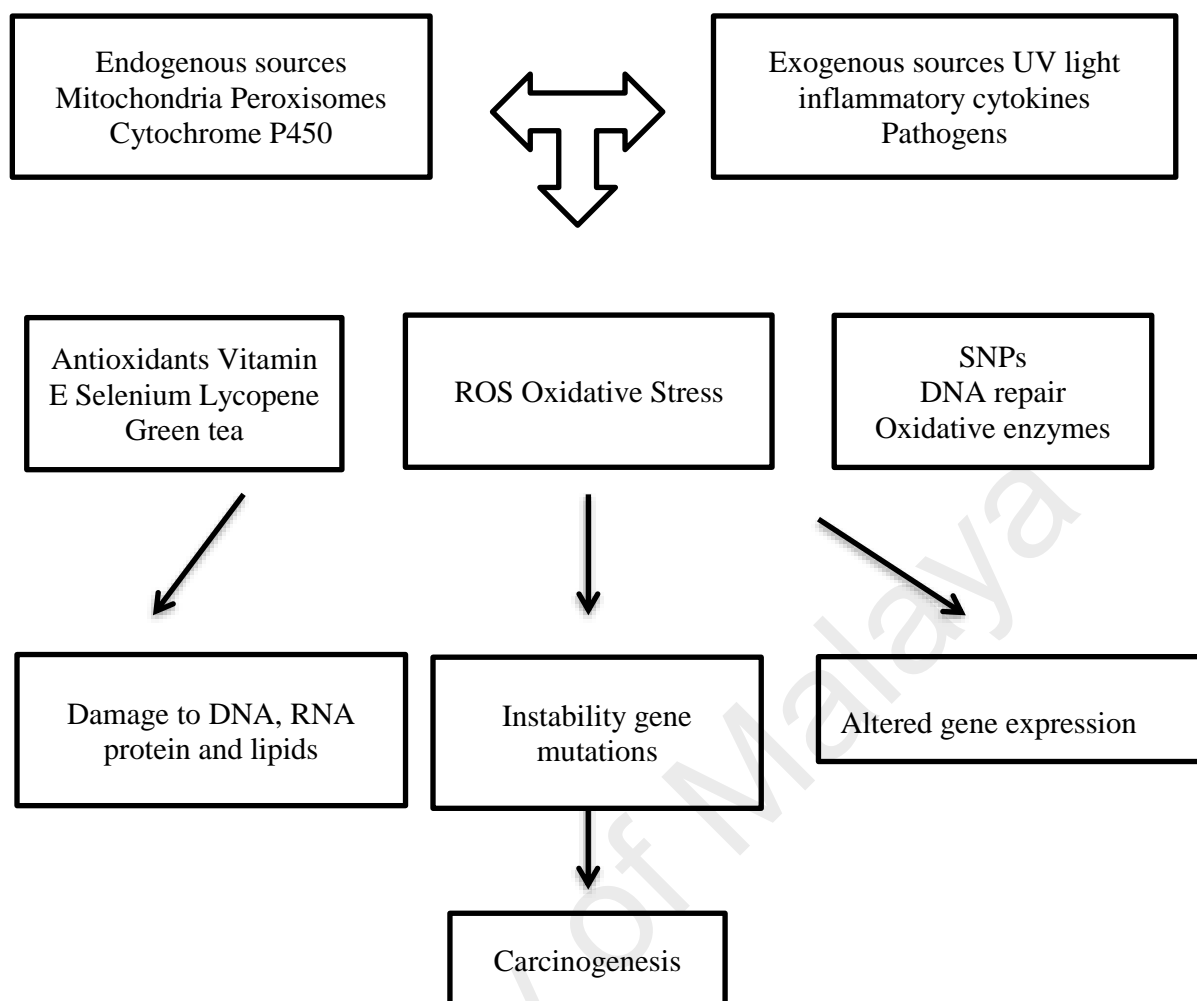 Endogenous sources
Mitochondria Peroxisomes
Cytochrome P450
Exogenous sources UV light
inflammatory cytokines
Pathogens
Antioxidants Vitamin
E Selenium Lycopene
Green tea
ROS Oxidative Stress
SNPs
DNA repair
Oxidative enzymes
Damage to DNA, RNA
protein and lipids
Instability gene
mutations
Altered gene expression
Carcinogenesis
of Malaya